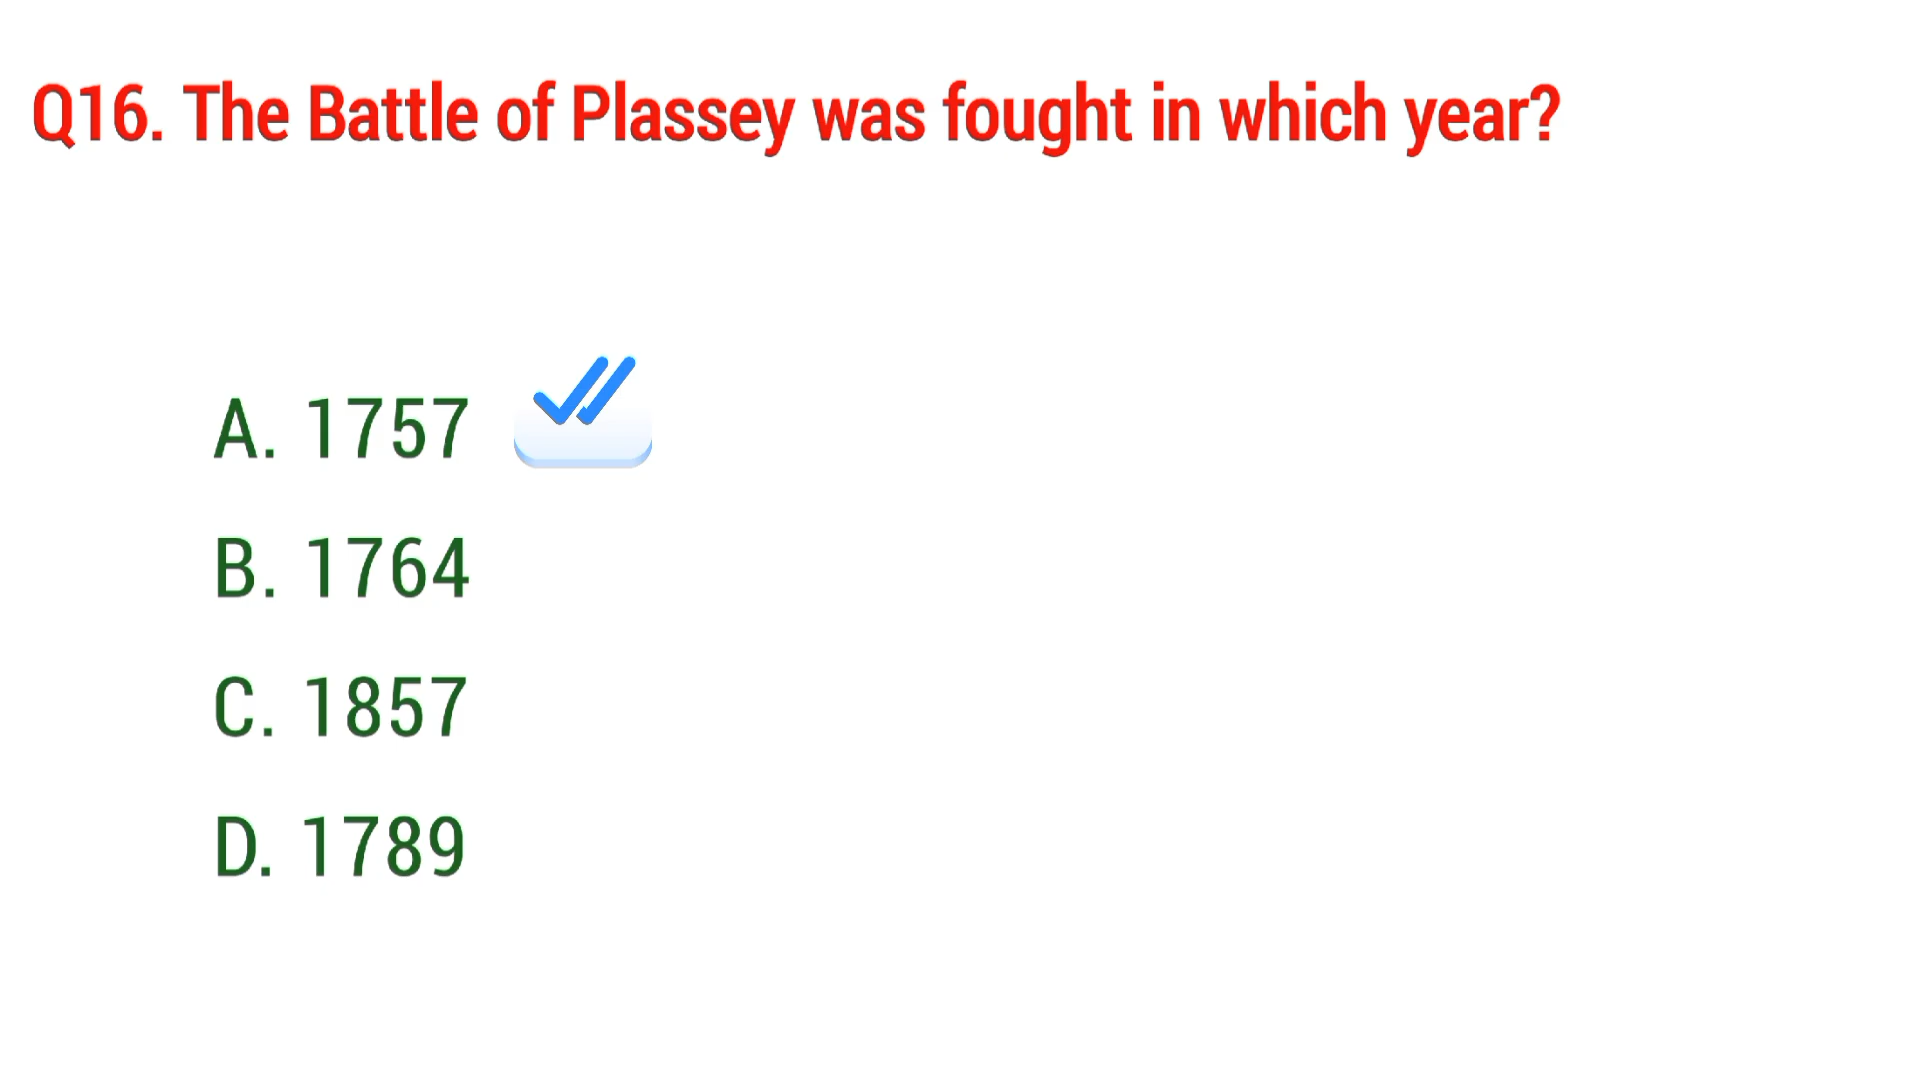 Q16. The Battle of Plassey was fought in which year?
A. 1757
B. 1764
C. 1857
D. 1789